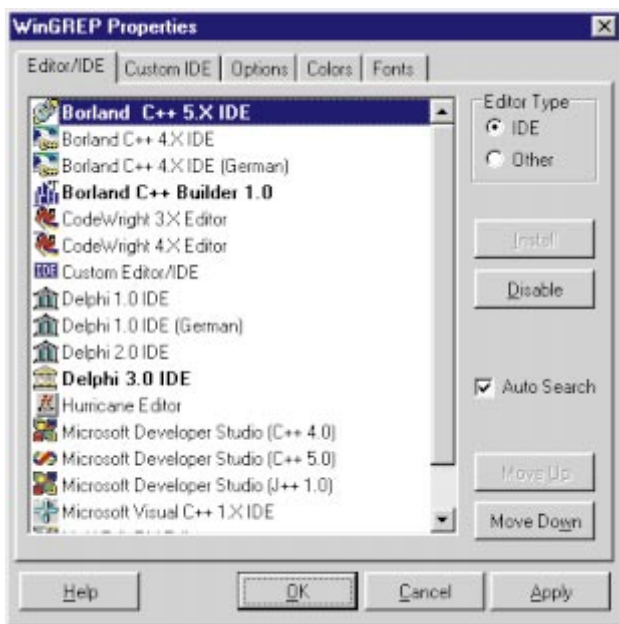 WinGREP Properties
Editor/IDE Custom IDE Options Colors Fonts
Borland C++ 5.X IDE
Borland C++ 4.X IDE
Borland C++ 4.X IDE (German)
Borland C++ Builder 1.0
CodeWright 3.X Editor
CodeWright 4.X Editor
IDE Custom Editor/IDE
Delphi 1.0 IDE
Delphi 1.0 IDE (German)
Delphi 2.0 IDE
Delphi 3.0 IDE
Hurricane Editor
Microsoft Developer Studio (C++ 4.0)
Microsoft Developer Studio (C++ 5.0)
Microsoft Developer Studio (J++ 1.0)
Microsoft Visual C++ 1.X IDE
Editor Type
IDE
Other
Install
Disable
Auto Search
Move Up
Move Down
Help OK Cancel Apply